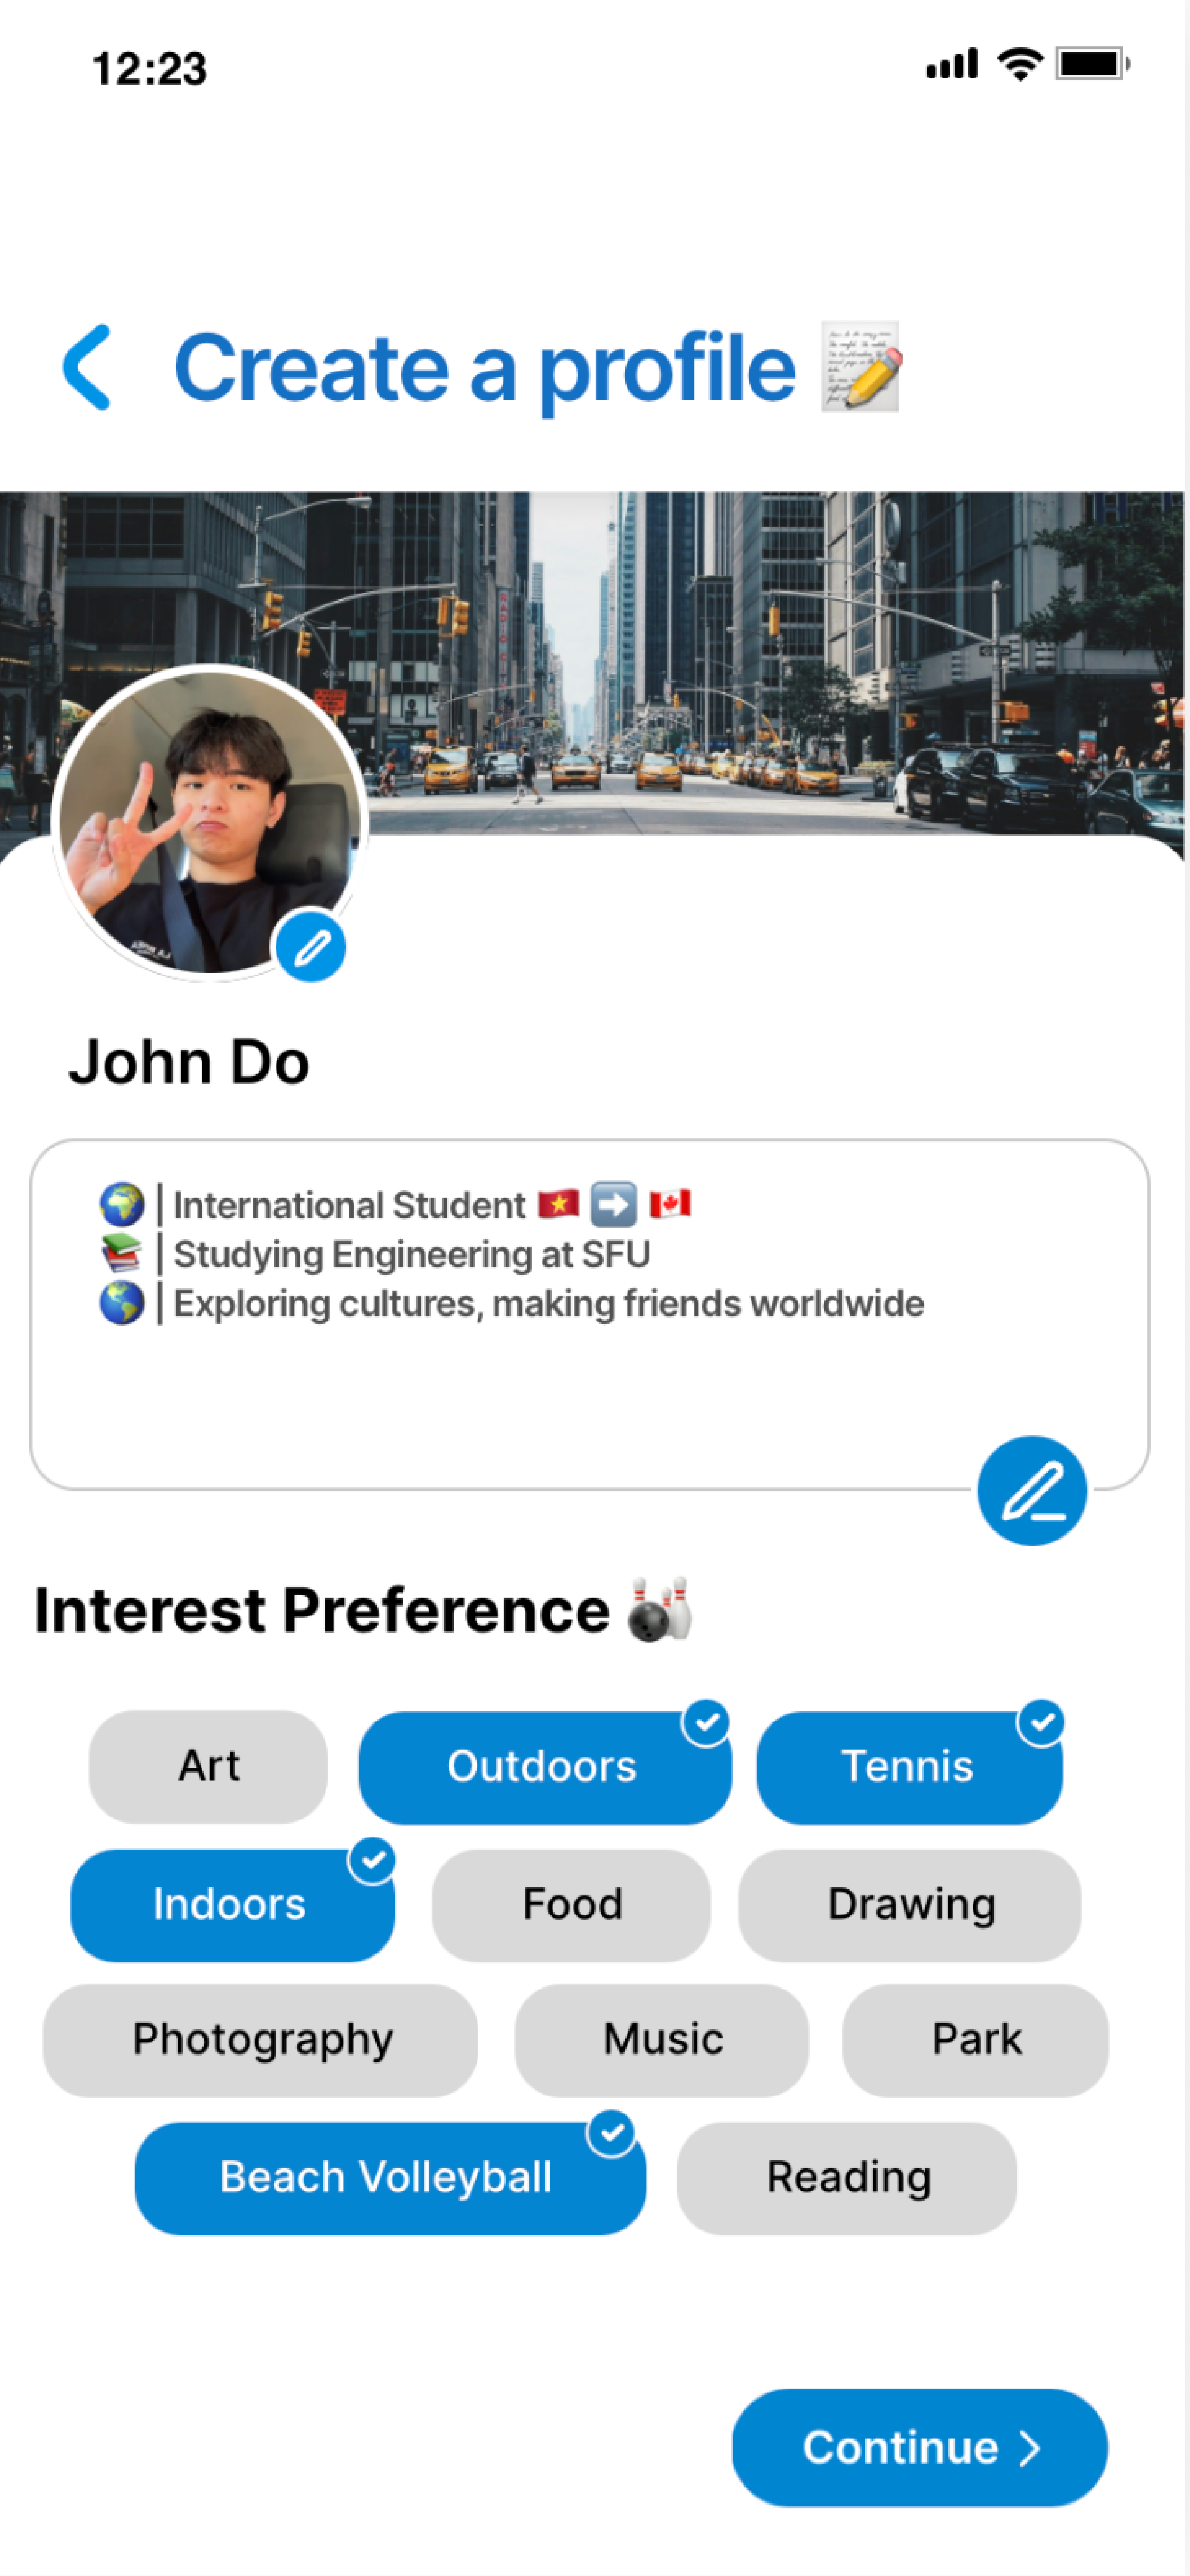 12:23
Create a profile 📝
John Do
🌍 | International Student 🇻🇳 ➡️ 🇨🇦
📚 | Studying Engineering at SFU
🌎 | Exploring cultures, making friends worldwide
Interest Preference 🎳
Art Outdoors Tennis
Indoors Food Drawing
Photography Music Park
Beach Volleyball Reading
Continue >